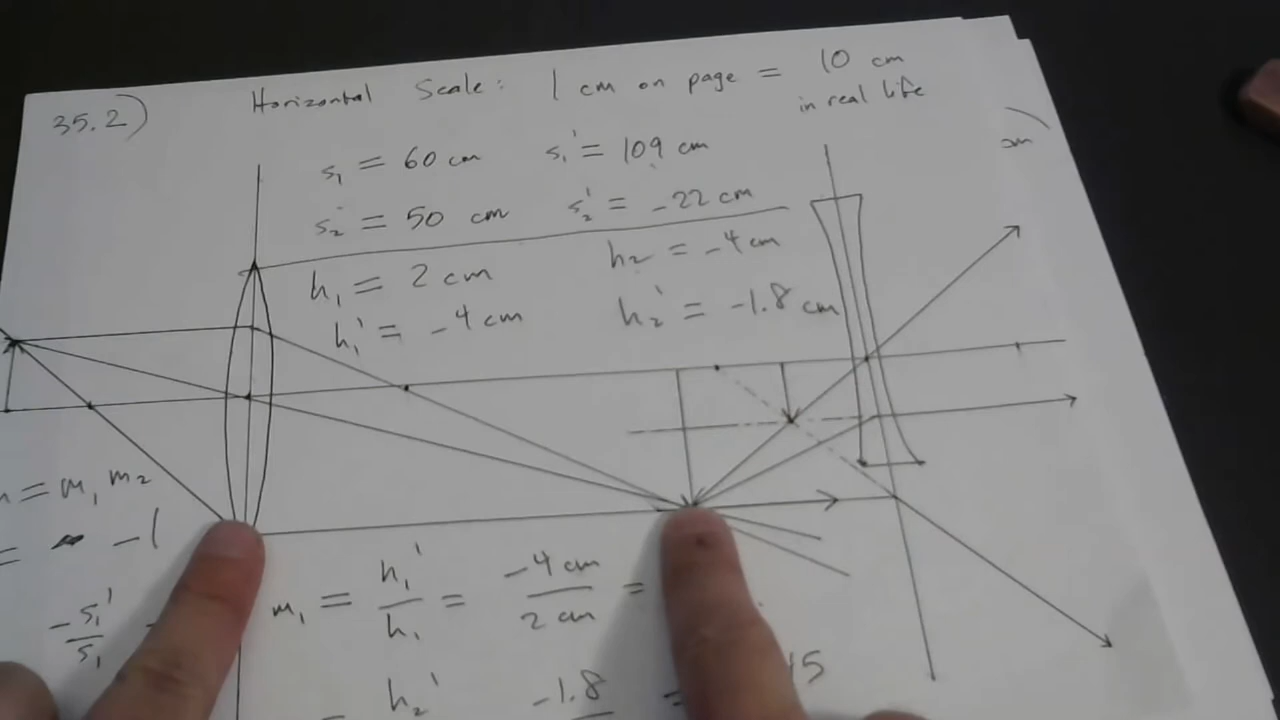 35.2) Horizontal Scale: 1 cm on page = 10 cm
in real life
s₁ = 60 cm s₁' = 109 cm
s₂ = 50 cm s₂' = -22 cm
h₁ = 2 cm h₂ = -4 cm
h₁' = -4 cm h₂' = -1.8 cm
= m₁ m₂
= -1
-s₁'/s₁
m₁ = h₁'/h₁ = -4 cm/2 cm =
h₂' -1.8 =